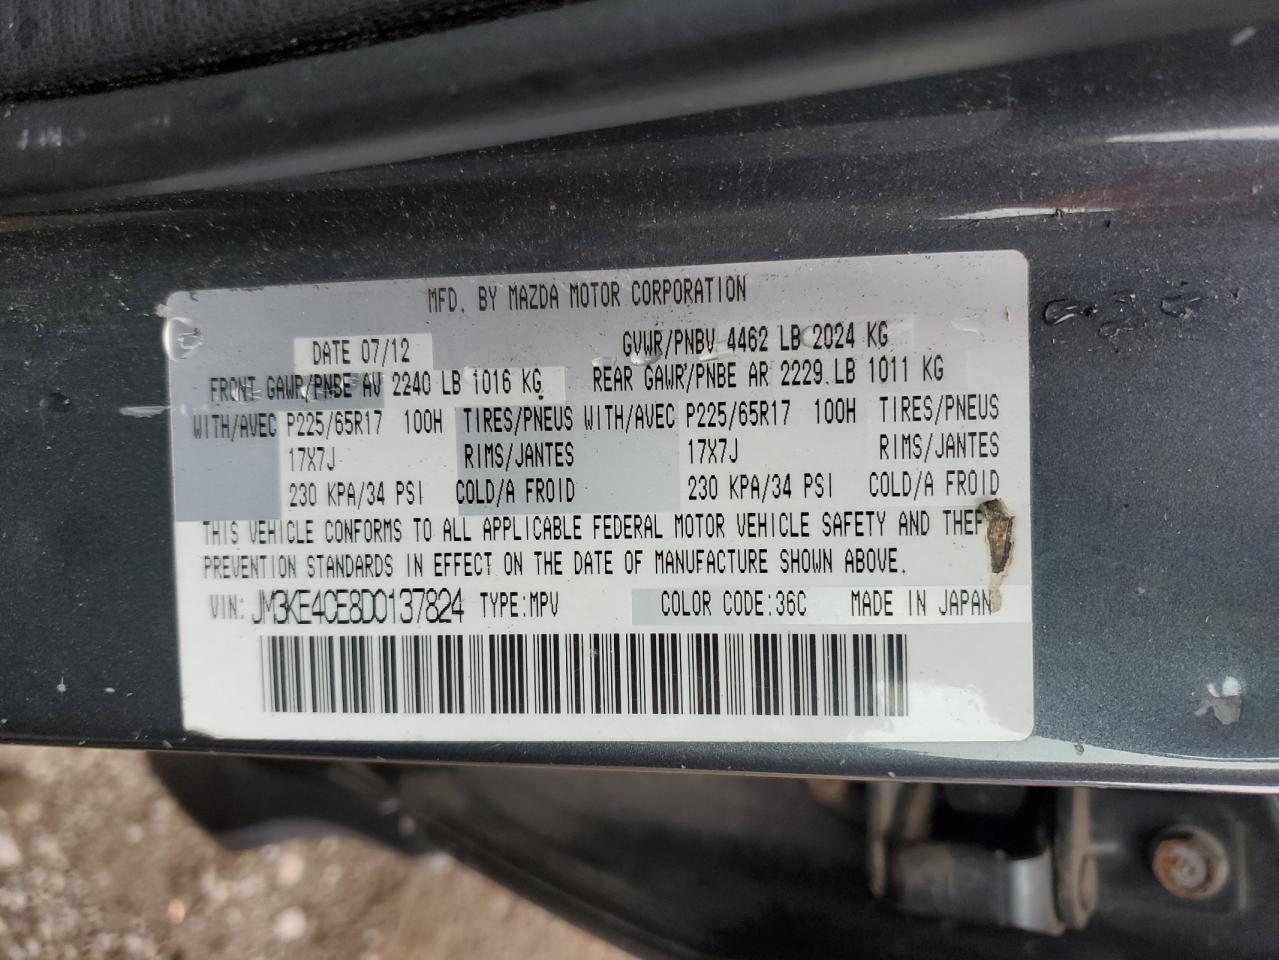 MFD. BY MAZDA MOTOR CORPORATION
DATE 07/12 GVWR/PNBV 4462 LB 2024 KG
FRONT GAWR/PNBE AV 2240 LB 1016 KG REAR GAWR/PNBE AR 2229 LB 1011 KG
WITH/AVEC P225/65R17 100H TIRES/PNEUS WITH/AVEC P225/65R17 100H TIRES/PNEUS
17X7J RIMS/JANTES 17X7J RIMS/JANTES
230 KPA/34 PSI COLD/A FROID 230 KPA/34 PSI COLD/A FROID
THIS VEHICLE CONFORMS TO ALL APPLICABLE FEDERAL MOTOR VEHICLE SAFETY AND THEF
PREVENTION STANDARDS IN EFFECT ON THE DATE OF MANUFACTURE SHOWN ABOVE.
VIN: JM3KE4CE8D0137824 TYPE:MPV COLOR CODE:36C MADE IN JAPAN